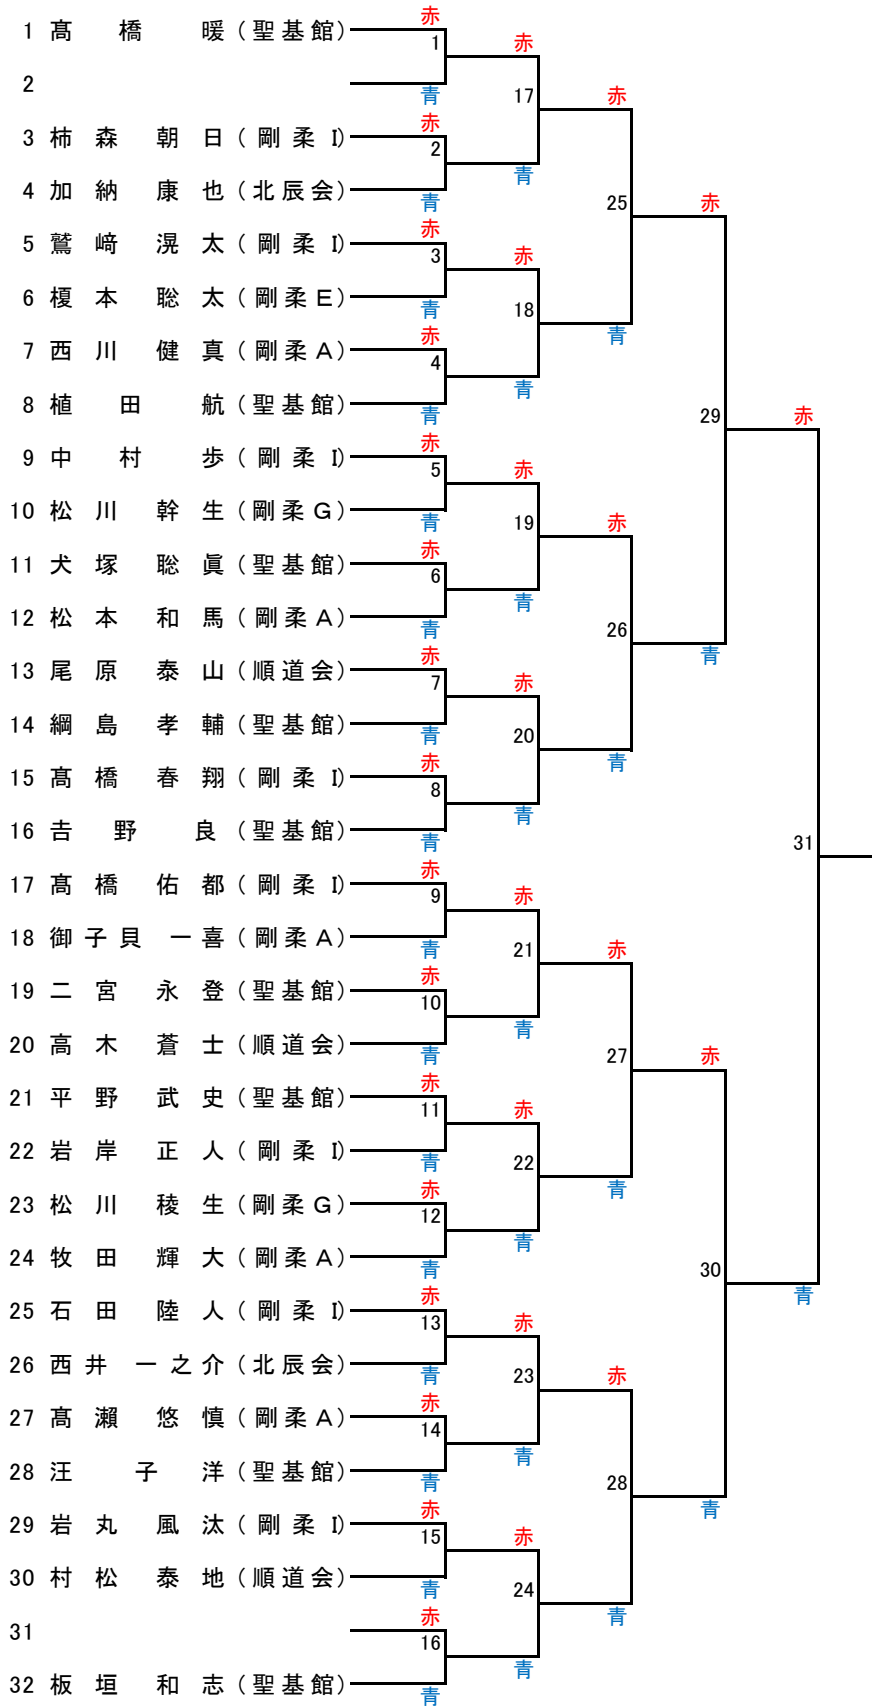 赤
1 髙橋 暖 (聖基館)
1 赤
2
青 17 赤
赤
3 柿森 朝日 (剛柔 I)
2
青
4 加納 康也 (北辰会)
青 25 赤
赤
5 鷲﨑 滉太 (剛柔 I)
3 赤
6 榎本 聡太 (剛柔E)
青 18
赤 青
7 西川 健真 (剛柔A)
4
青
8 植田 航 (聖基館)
青 29 赤
赤
9 中村 歩 (剛柔 I)
5 赤
10 松川 幹生 (剛柔G)
青 19 赤
赤
11 犬塚 聡眞 (聖基館)
6
青
12 松本 和馬 (剛柔A)
青 26
赤 青
13 尾原 泰山 (順道会)
7 赤
14 綱島 孝輔 (聖基館)
青 20
赤 青
15 髙橋 春翔 (剛柔 I)
8
青
16 𠮷野 良 (聖基館)
青 31
赤
17 髙橋 佑都 (剛柔 I)
9 赤
18 御子貝 一喜 (剛柔A)
青 21 赤
赤
19 二宮 永登 (聖基館)
10
青
20 高木 蒼士 (順道会)
青 27 赤
赤
21 平野 武史 (聖基館)
11 赤
22 岩岸 正人 (剛柔 I)
青 22
赤 青
23 松川 稜生 (剛柔G)
12
青
24 牧田 輝大 (剛柔A)
青 30
赤 青
25 石田 陸人 (剛柔 I)
13 赤
26 西井 一之介 (北辰会)
青 23 赤
赤
27 髙瀨 悠慎 (剛柔A)
14
青
28 汪 子洋 (聖基館)
青 28
赤 青
29 岩丸 風汰 (剛柔 I)
15 赤
30 村松 泰地 (順道会)
青 24
赤 青
31
16
青
32 板垣 和志 (聖基館)
青